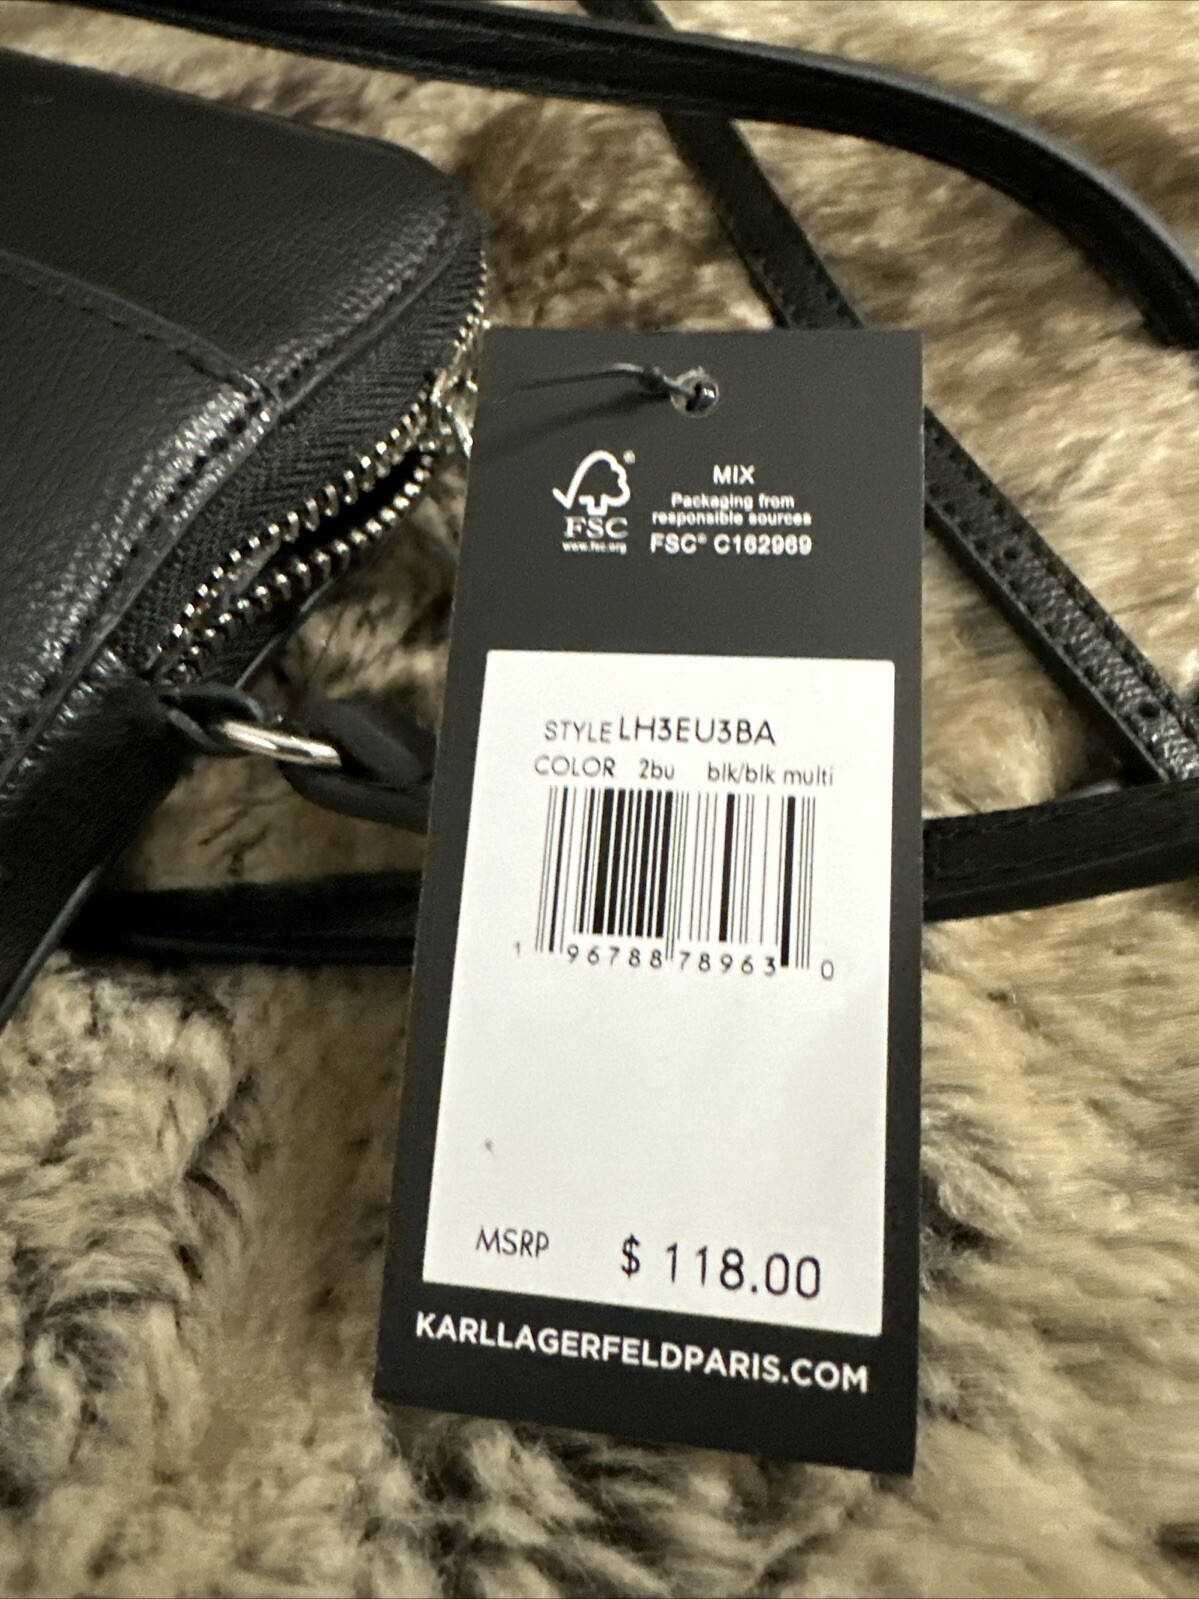 MIX
Packaging from
responsible sources
FSC® C162969
FSC
www.fsc.org
STYLE LH3EU3BA
COLOR 2bu blk/blk multi
1 96788 78963 0
MSRP $ 118.00
KARLLAGERFELDPARIS.COM